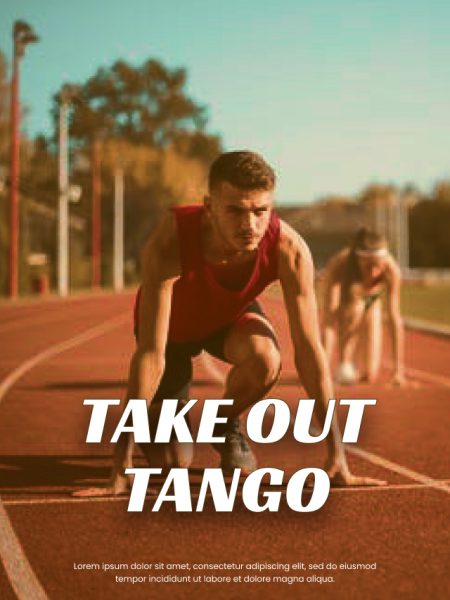 TAKE OUT
TANGO
Lorem ipsum dolor sit amet, consectetur adipiscing elit, sed do eiusmod
tempor incididunt ut labore et dolore magna aliqua.